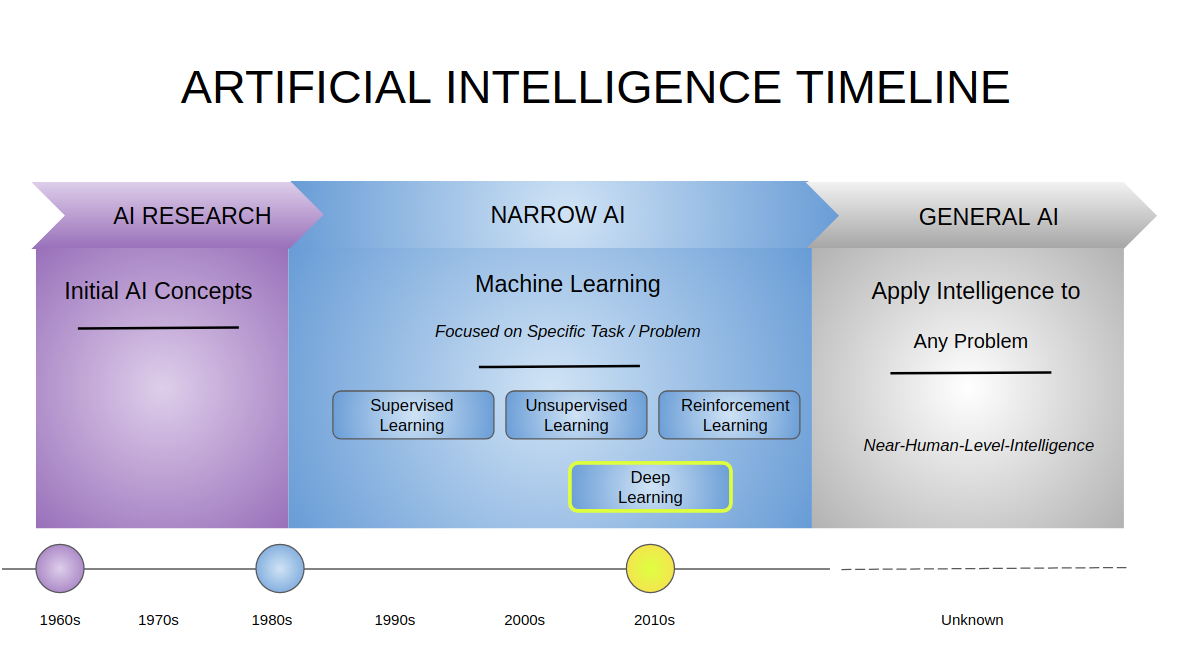 ARTIFICIAL INTELLIGENCE TIMELINE
AI RESEARCH
NARROW AI
GENERAL AI
Initial AI Concepts
Machine Learning
Focused on Specific Task / Problem
Supervised
Learning
Unsupervised
Learning
Reinforcement
Learning
Deep
Learning
Apply Intelligence to
Any Problem
Near-Human-Level-Intelligence
1960s
1970s
1980s
1990s
2000s
2010s
Unknown